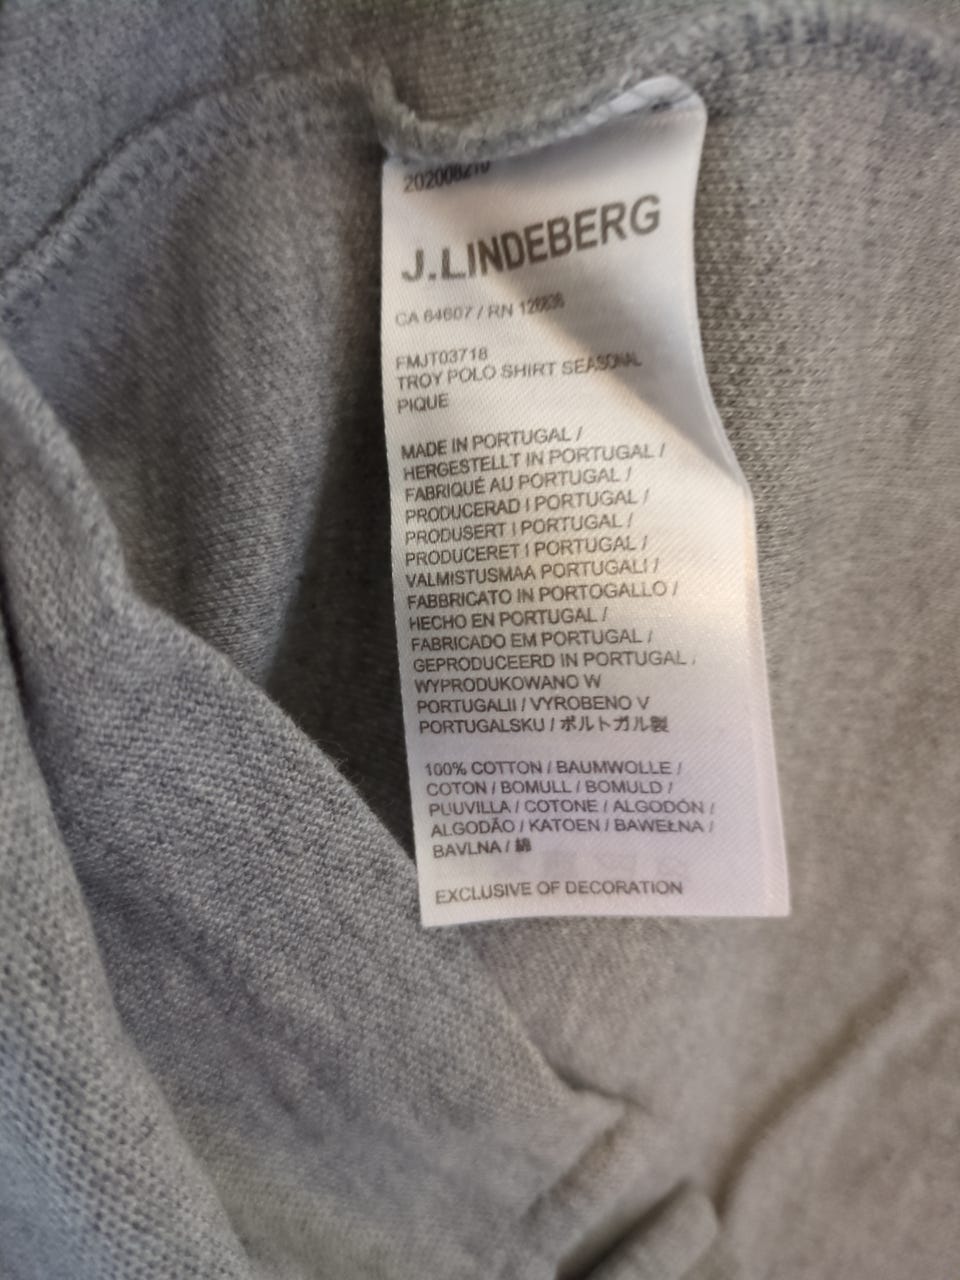 202008210
J.LINDEBERG
CA 64607 / RN 126836
FMJT03718
TROY POLO SHIRT SEASONAL
PIQUE
MADE IN PORTUGAL /
HERGESTELLT IN PORTUGAL /
FABRIQUÉ AU PORTUGAL /
PRODUCERAD I PORTUGAL /
PRODUSERT I PORTUGAL /
PRODUCERET I PORTUGAL /
VALMISTUSMAA PORTUGALI /
FABBRICATO IN PORTOGALLO /
HECHO EN PORTUGAL /
FABRICADO EM PORTUGAL /
GEPRODUCEERD IN PORTUGAL /
WYPRODUKOWANO W
PORTUGALII / VYROBENO V
PORTUGALSKU / ポルトガル製
100% COTTON / BAUMWOLLE /
COTON / BOMULL / BOMULD /
PUUVILLA / COTONE / ALGODÓN /
ALGODÃO / KATOEN / BAWEŁNA /
BAVLNA / 綿
EXCLUSIVE OF DECORATION